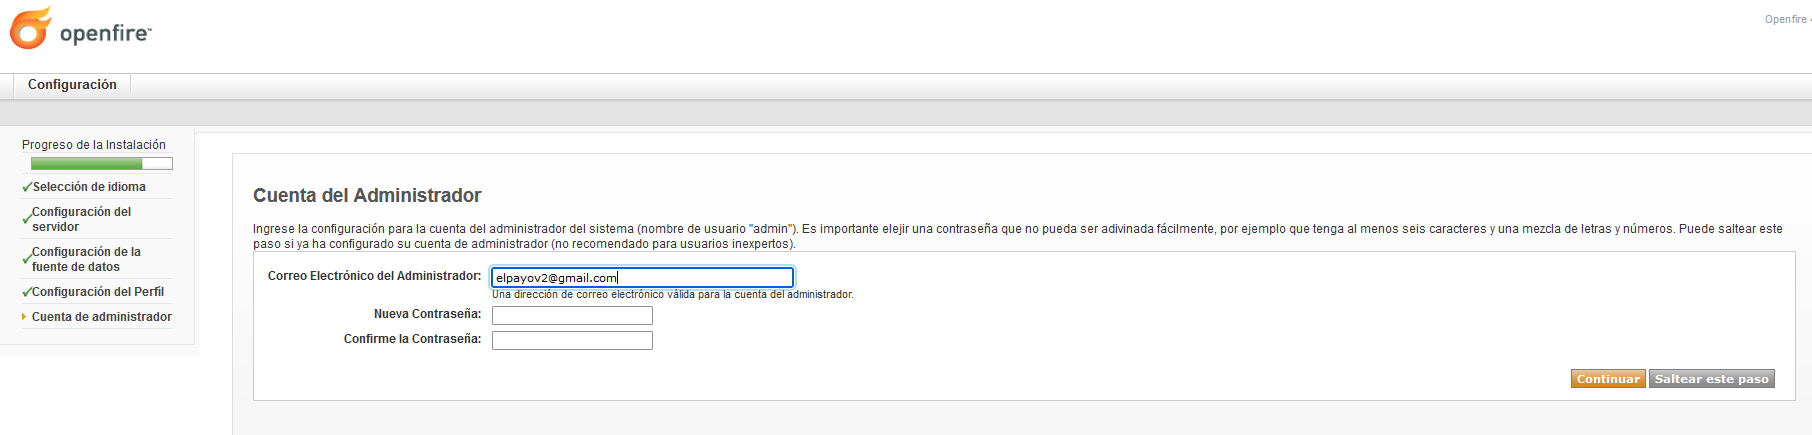 openfire™
Openfire
Configuración
Progreso de la Instalación
Selección de idioma
Configuración del
servidor
Configuración de la
fuente de datos
Configuración del Perfil
Cuenta de administrador
Cuenta del Administrador
Ingrese la configuración para la cuenta del administrador del sistema (nombre de usuario "admin"). Es importante elejir una contraseña que no pueda ser adivinada fácilmente, por ejemplo que tenga al menos seis caracteres y una mezcla de letras y números. Puede saltear este
paso si ya ha configurado su cuenta de administrador (no recomendado para usuarios inexpertos).
Correo Electrónico del Administrador: elpayov2@gmail.com
Una dirección de correo electrónico válida para la cuenta del administrador.
Nueva Contraseña:
Confirme la Contraseña:
Continuar Saltear este paso